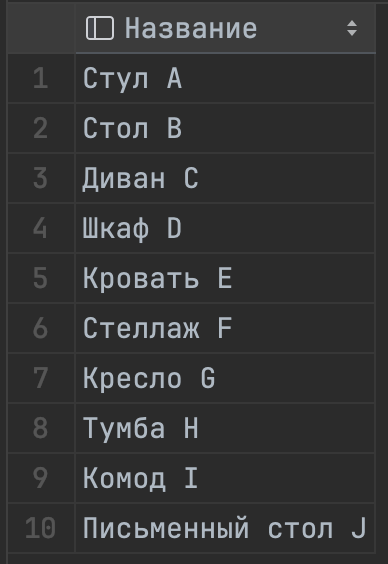 Название
1 Стул A
2 Стол B
3 Диван C
4 Шкаф D
5 Кровать E
6 Стеллаж F
7 Кресло G
8 Тумба H
9 Комод I
10 Письменный стол J